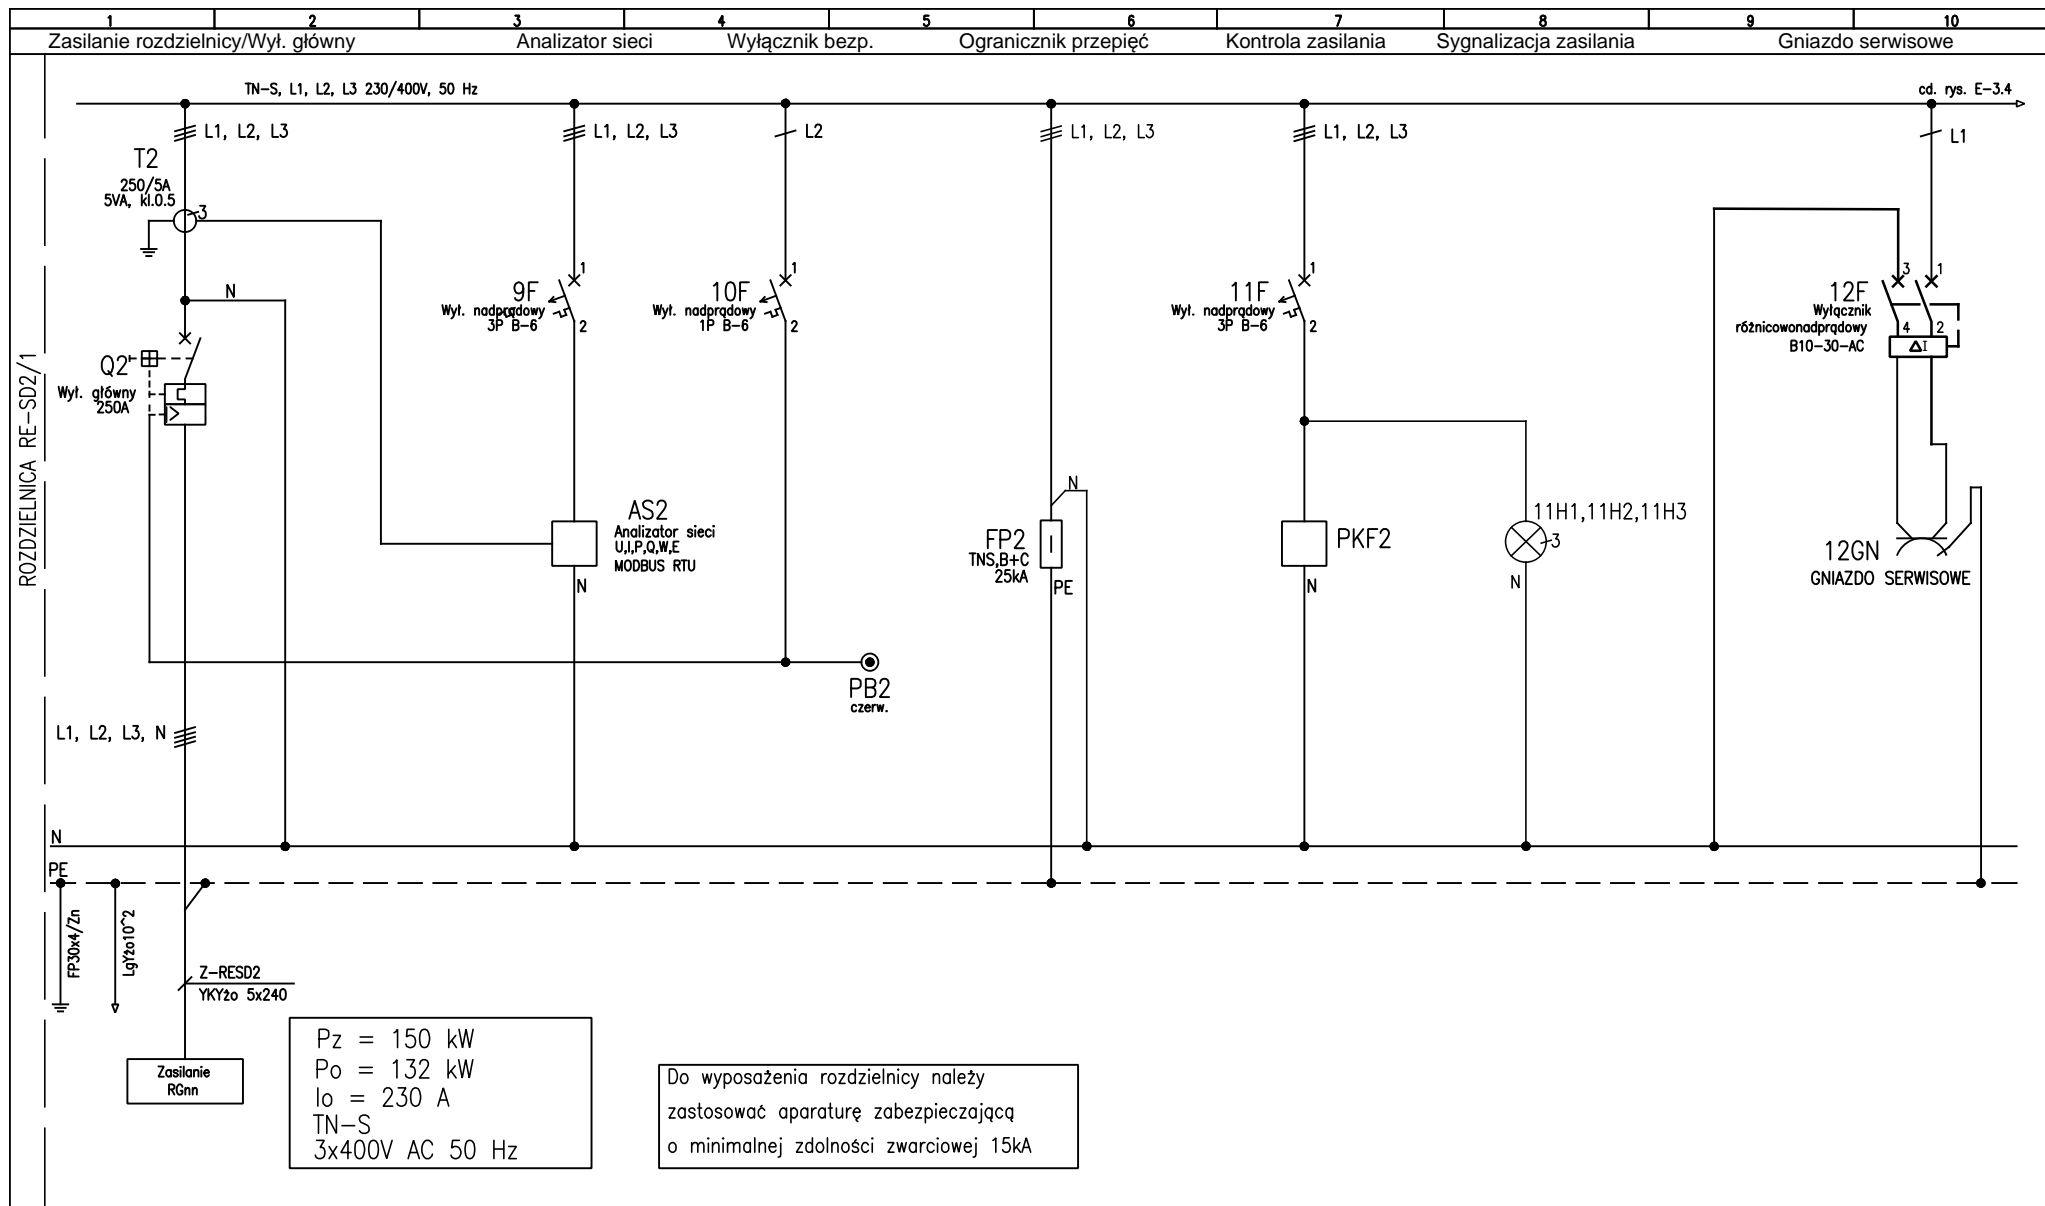 1 2 3 4 5 6 7 8 9 10
Zasilanie rozdzielnicy/Wył. główny Analizator sieci Wyłącznik bezp. Ogranicznik przepięć Kontrola zasilania Sygnalizacja zasilania Gniazdo serwisowe
TN-S, L1, L2, L3 230/400V, 50 Hz
cd. rys. E-3.4
L1, L2, L3
L1, L2, L3
L2
L1, L2, L3
L1, L2, L3
L1
T2
250/5A
5VA, kl.0.5
3
N
Q2
Wył. główny
250A
9F
Wył. nadprądowy
3P B-6
1
2
10F
Wył. nadprądowy
1P B-6
1
2
11F
Wył. nadprądowy
3P B-6
1
2
12F
Wyłącznik
różnicowonadprądowy
B10-30-AC
3
1
4
2
ΔI
ROZDZIELNICA RE-SD2/1
AS2
Analizator sieci
U,I,P,Q,W,E
MODBUS RTU
N
N
FP2
TNS,B+C
25kA
PE
PKF2
N
11H1,11H2,11H3
3
N
12GN
GNIAZDO SERWISOWE
PB2
czerw.
L1, L2, L3, N
N
PE
FP30x4/Zn
LgYżo10^2
Z-RESD2
YKYżo 5x240
Zasilanie
RGnn
Pz = 150 kW
Po = 132 kW
Io = 230 A
TN-S
3x400V AC 50 Hz
Do wyposażenia rozdzielnicy należy
zastosować aparaturę zabezpieczającą
o minimalnej zdolności zwarciowej 15kA